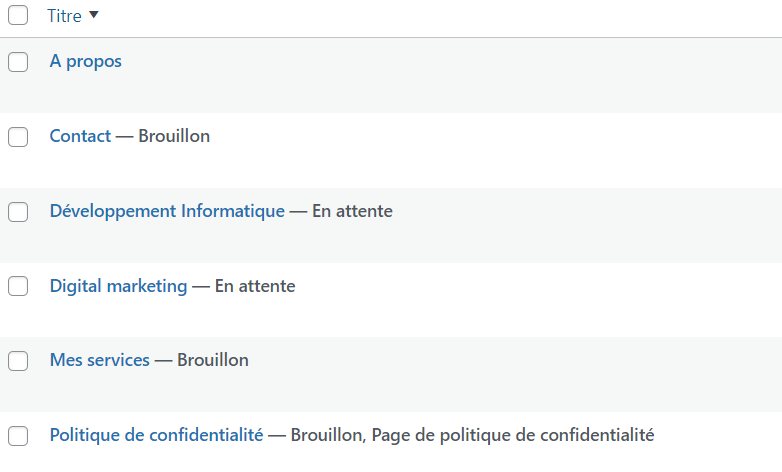 Titre
A propos
Contact — Brouillon
Développement Informatique — En attente
Digital marketing — En attente
Mes services — Brouillon
Politique de confidentialité — Brouillon, Page de politique de confidentialité